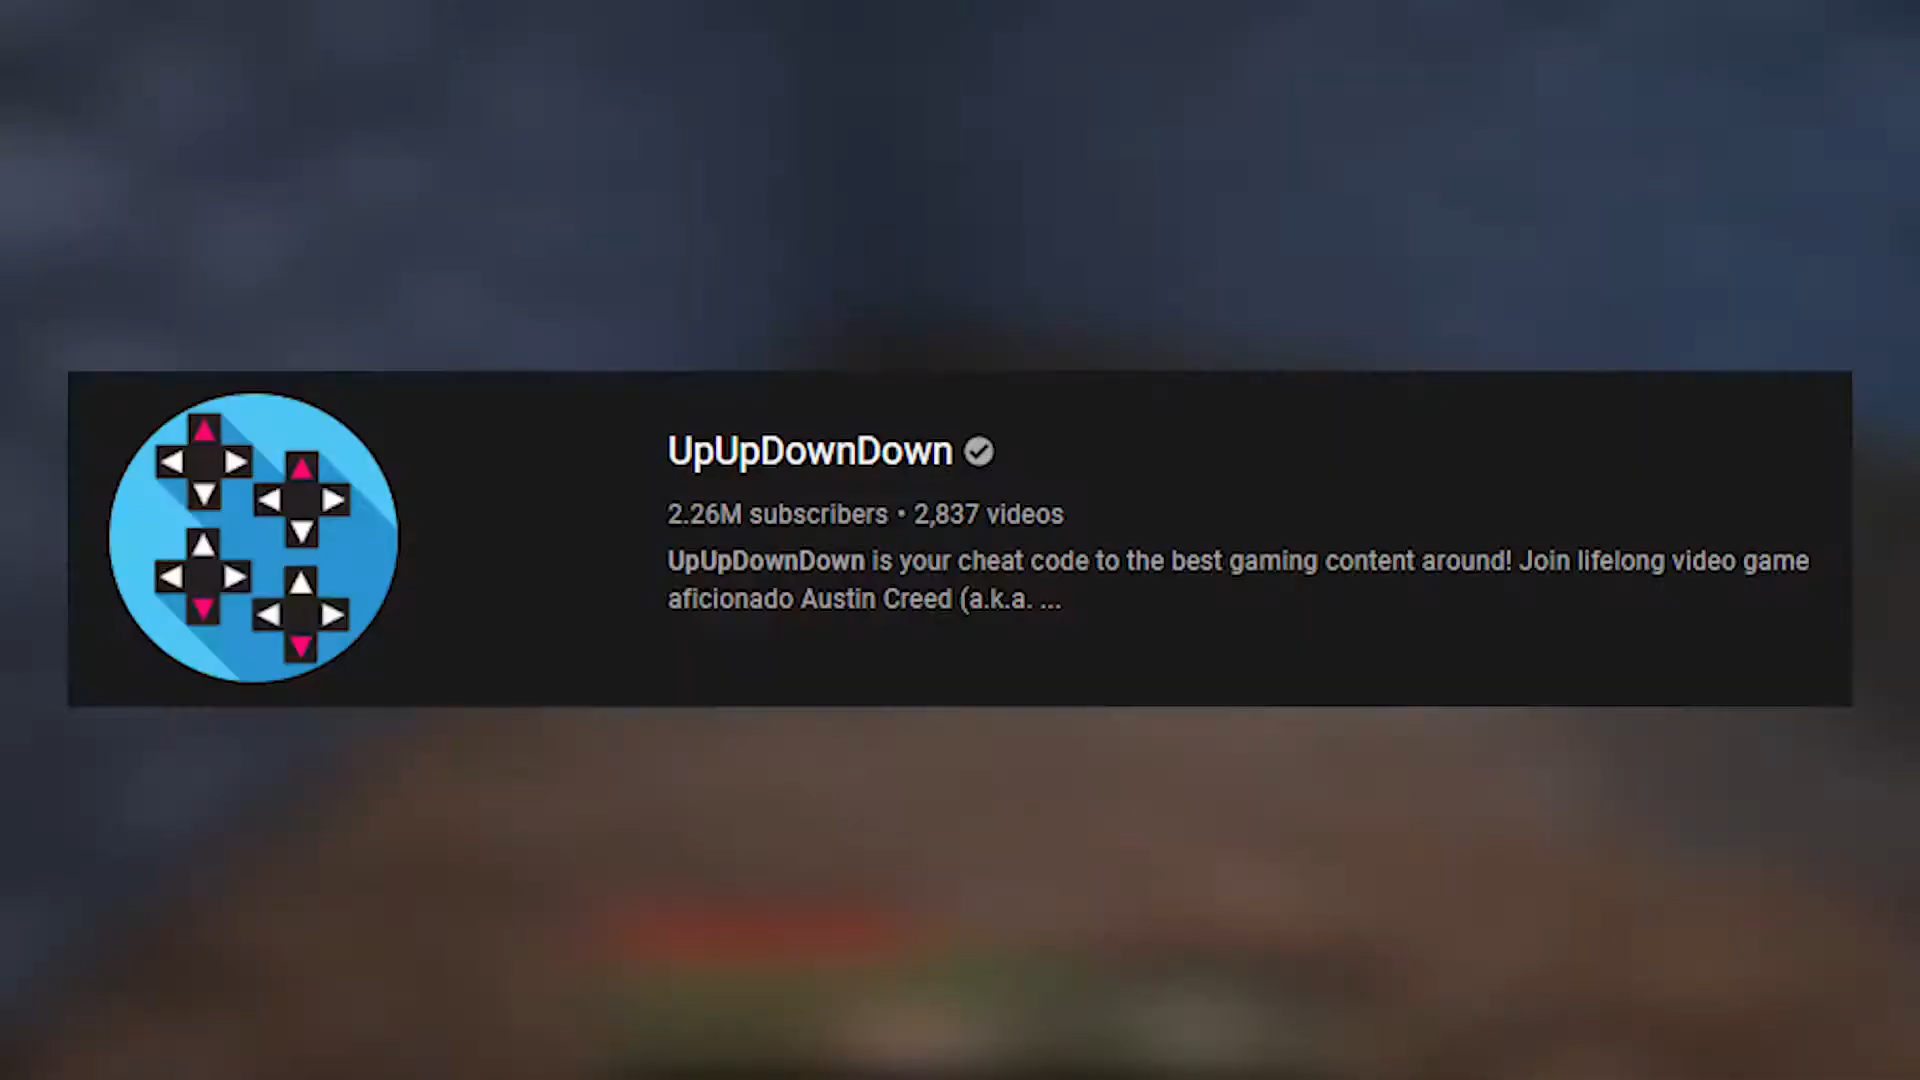 UpUpDownDown
2.26M subscribers • 2,837 videos
UpUpDownDown is your cheat code to the best gaming content around! Join lifelong video game
aficionado Austin Creed (a.k.a. ...